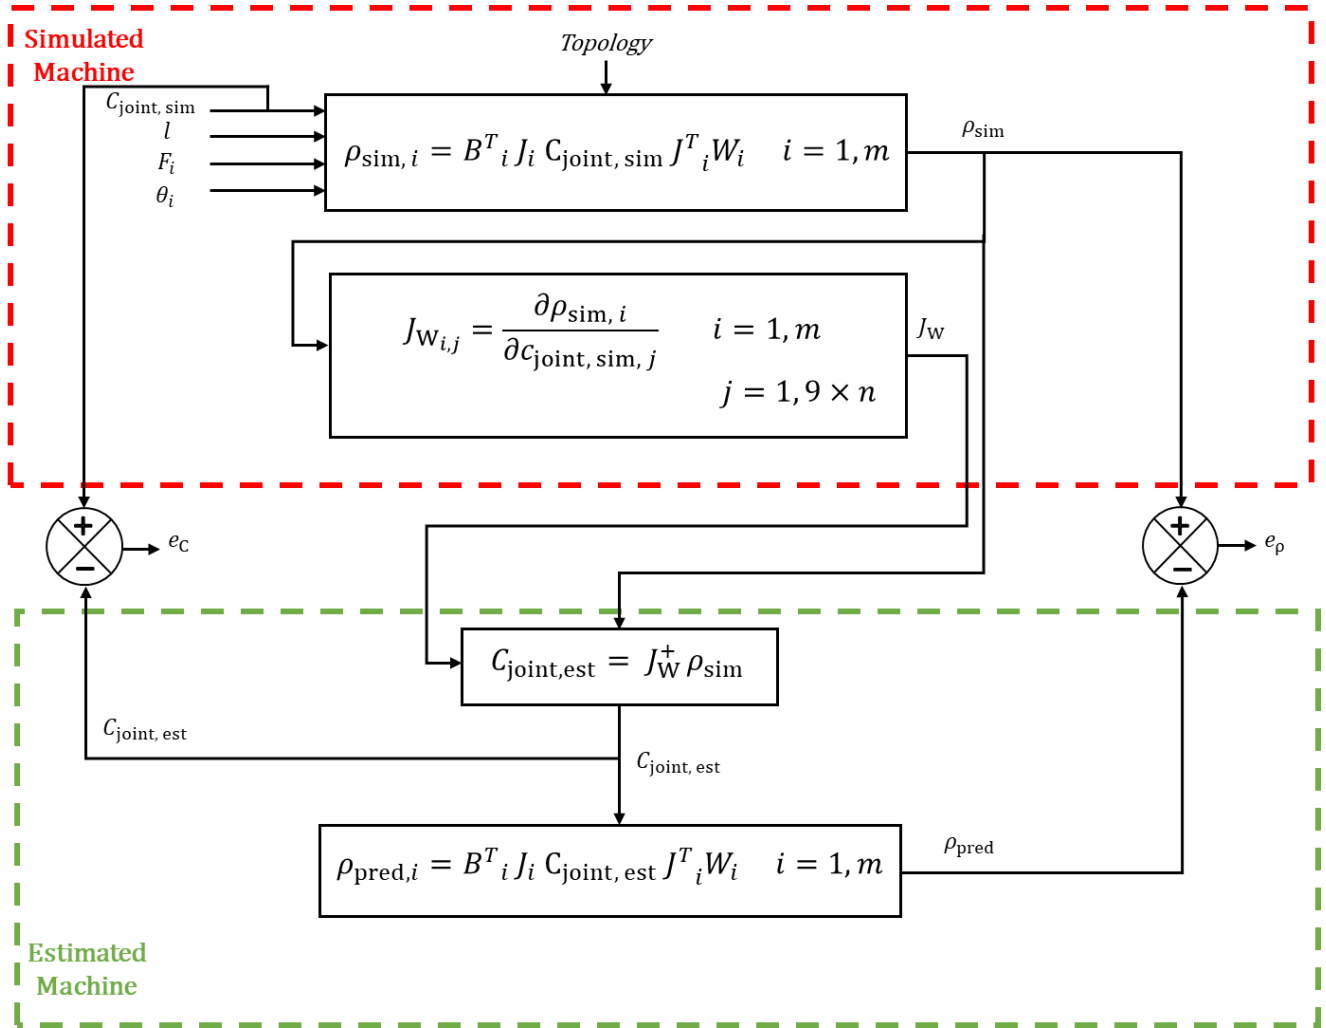 Simulated
Machine
Topology
C_joint, sim
l
F_i
θ_i
ρ_sim, i = B^T_i J_i C_joint, sim J^T_i W_i i = 1, m
ρ_sim
J_W_i,j = ∂ρ_sim, i / ∂c_joint, sim, j i = 1, m
j = 1, 9 × n
J_W
+
−
e_C
+
−
e_ρ
C_joint,est = J_W^+ ρ_sim
C_joint, est
C_joint, est
ρ_pred,i = B^T_i J_i C_joint, est J^T_i W_i i = 1, m
ρ_pred
Estimated
Machine